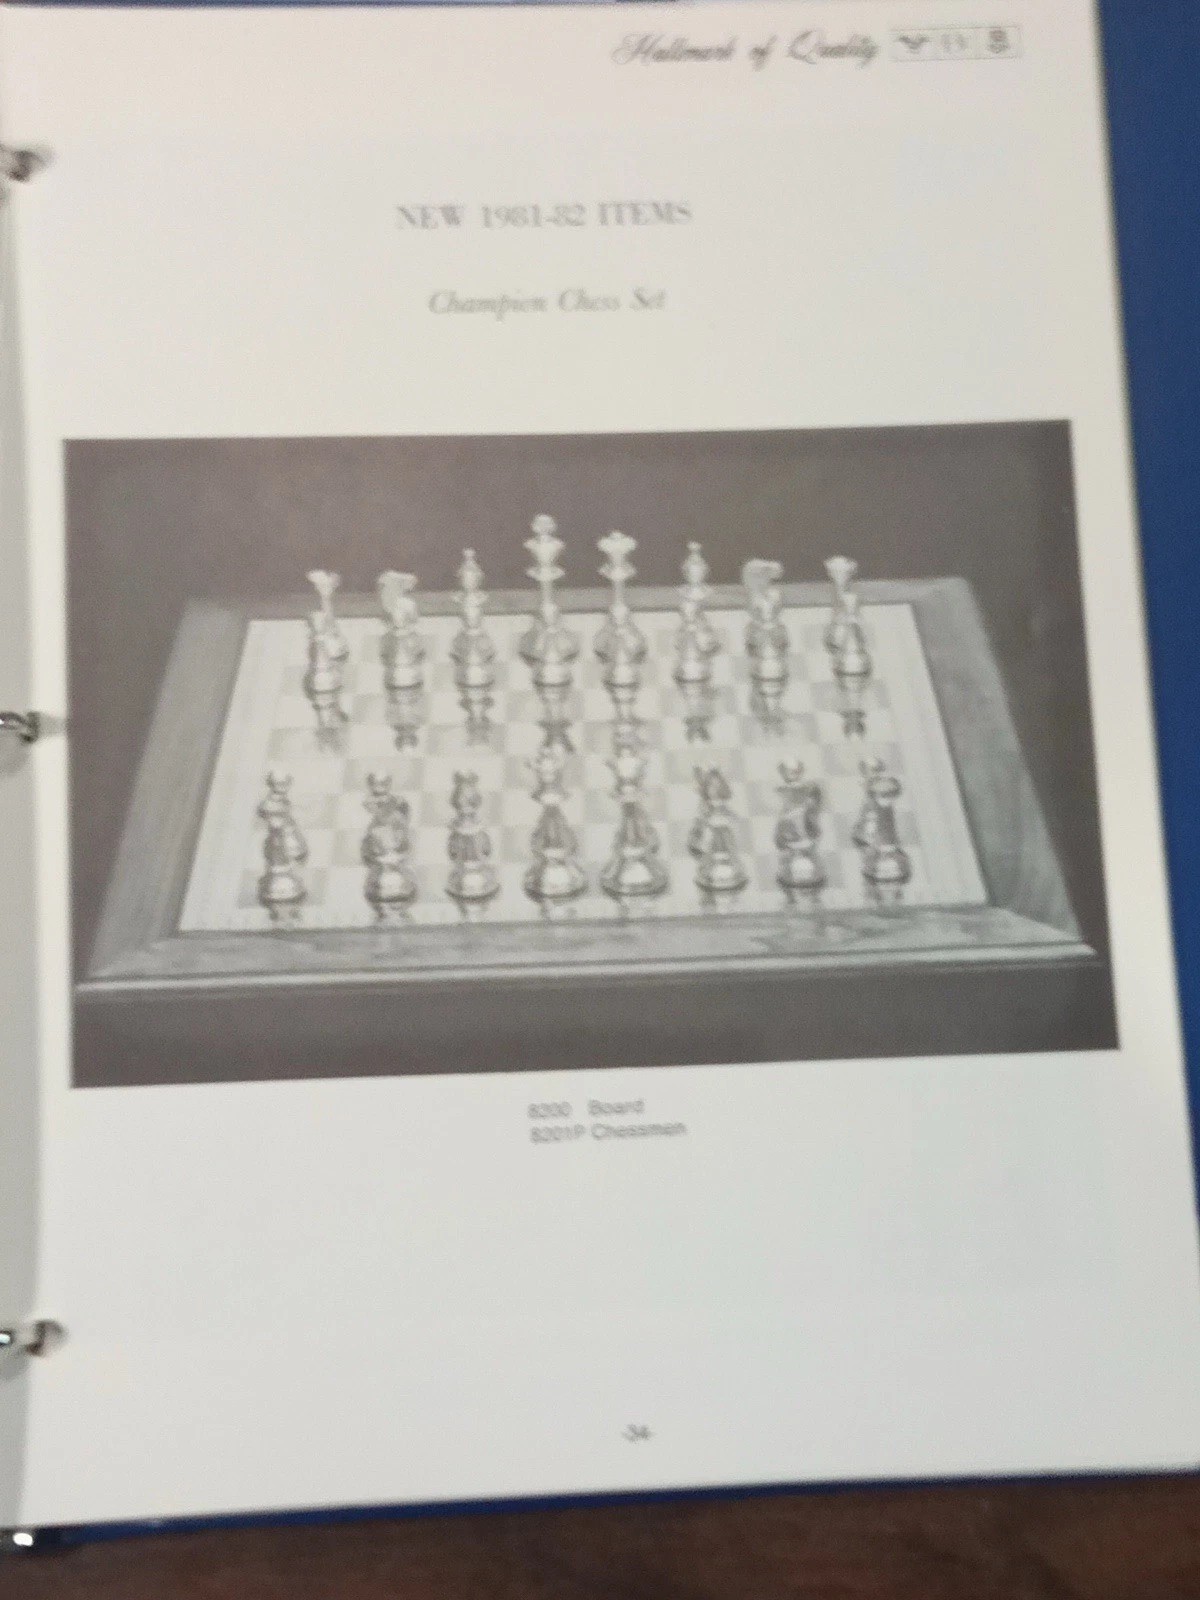 Hallmark of Quality
NEW 1981-82 ITEMS
Champion Chess Set
8200 Board
8201P Chessmen
-34-